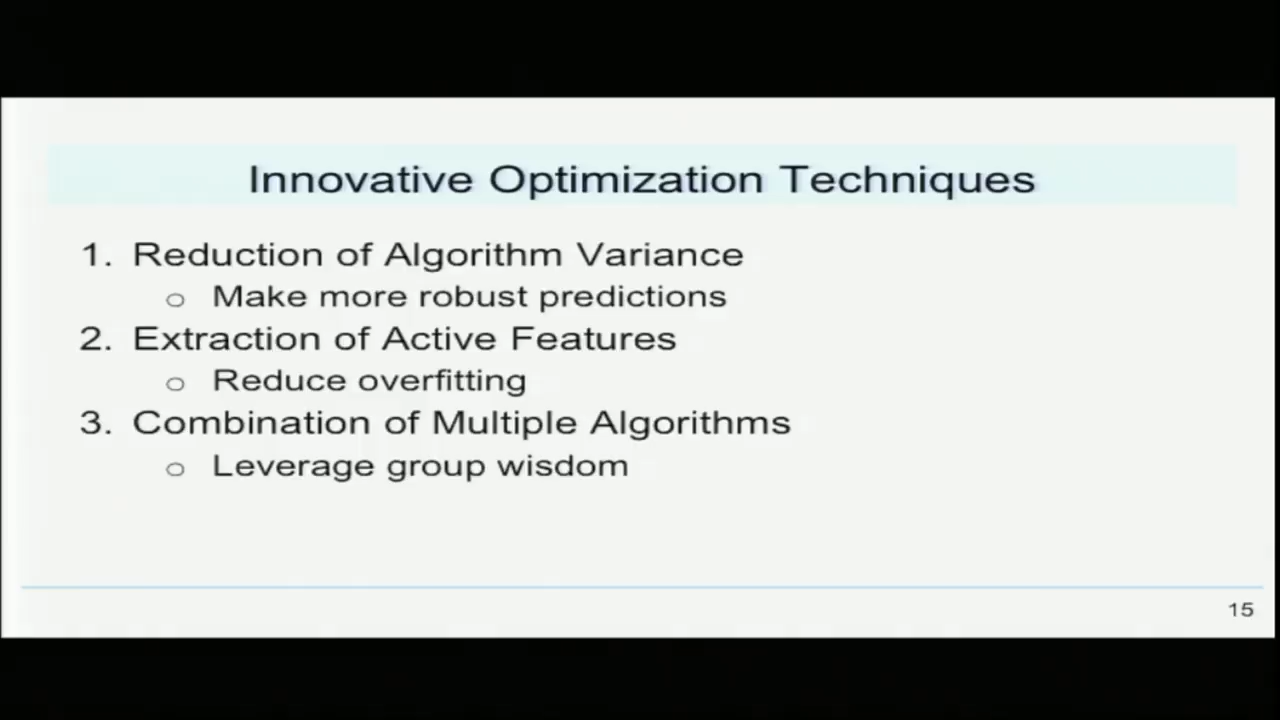 Innovative Optimization Techniques
1. Reduction of Algorithm Variance
○ Make more robust predictions
2. Extraction of Active Features
○ Reduce overfitting
3. Combination of Multiple Algorithms
○ Leverage group wisdom
15